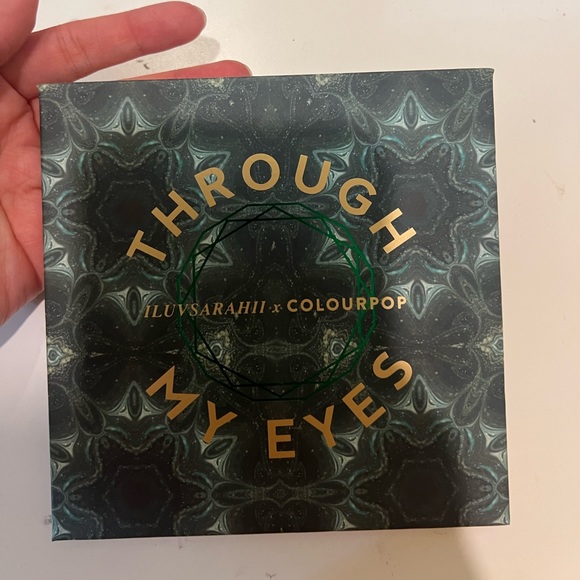 THROUGH
ILUVSARAHII x COLOURPOP
MY EYES